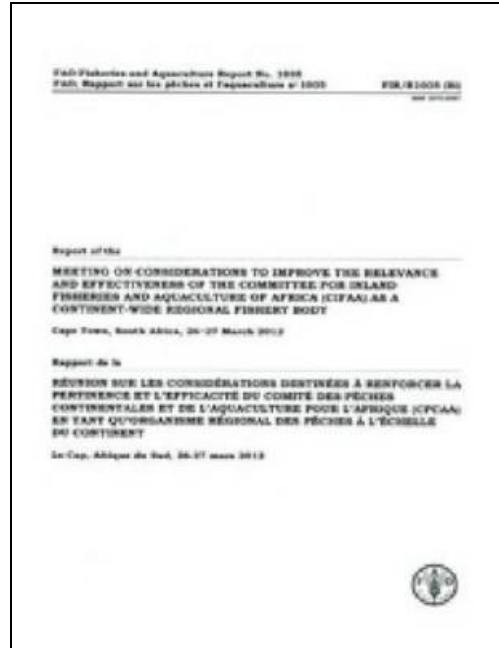 FAO Fisheries and Aquaculture Report No.
FAO, Rapport sur les pêches et l'aquaculture nº
Report of the
MEETING ON CONSIDERATIONS TO IMPROVE THE RELEVANCE
AND EFFECTIVENESS OF THE COMMITTEE FOR INLAND
FISHERIES AND AQUACULTURE OF AFRICA (CIFAA) AS A
CONTINENT-WIDE REGIONAL FISHERY BODY
Cape Town, South Africa, 26–27 March 2012
Rapport de la
RÉUNION SUR LES CONSIDÉRATIONS DESTINÉES À RENFORCER LA
PERTINENCE ET L'EFFICACITÉ DU COMITÉ DES PÊCHES
CONTINENTALES ET DE L'AQUACULTURE POUR L'AFRIQUE (CPCAA)
EN TANT QU'ORGANISME RÉGIONAL DES PÊCHES À L'ÉCHELLE
DU CONTINENT
Le Cap, Afrique du Sud, 26-27 mars 2012